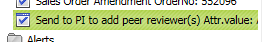 Sales Order Amendment OrderNo: 552096
Send to PI to add peer reviewer(s) Attr.value:
Alerts